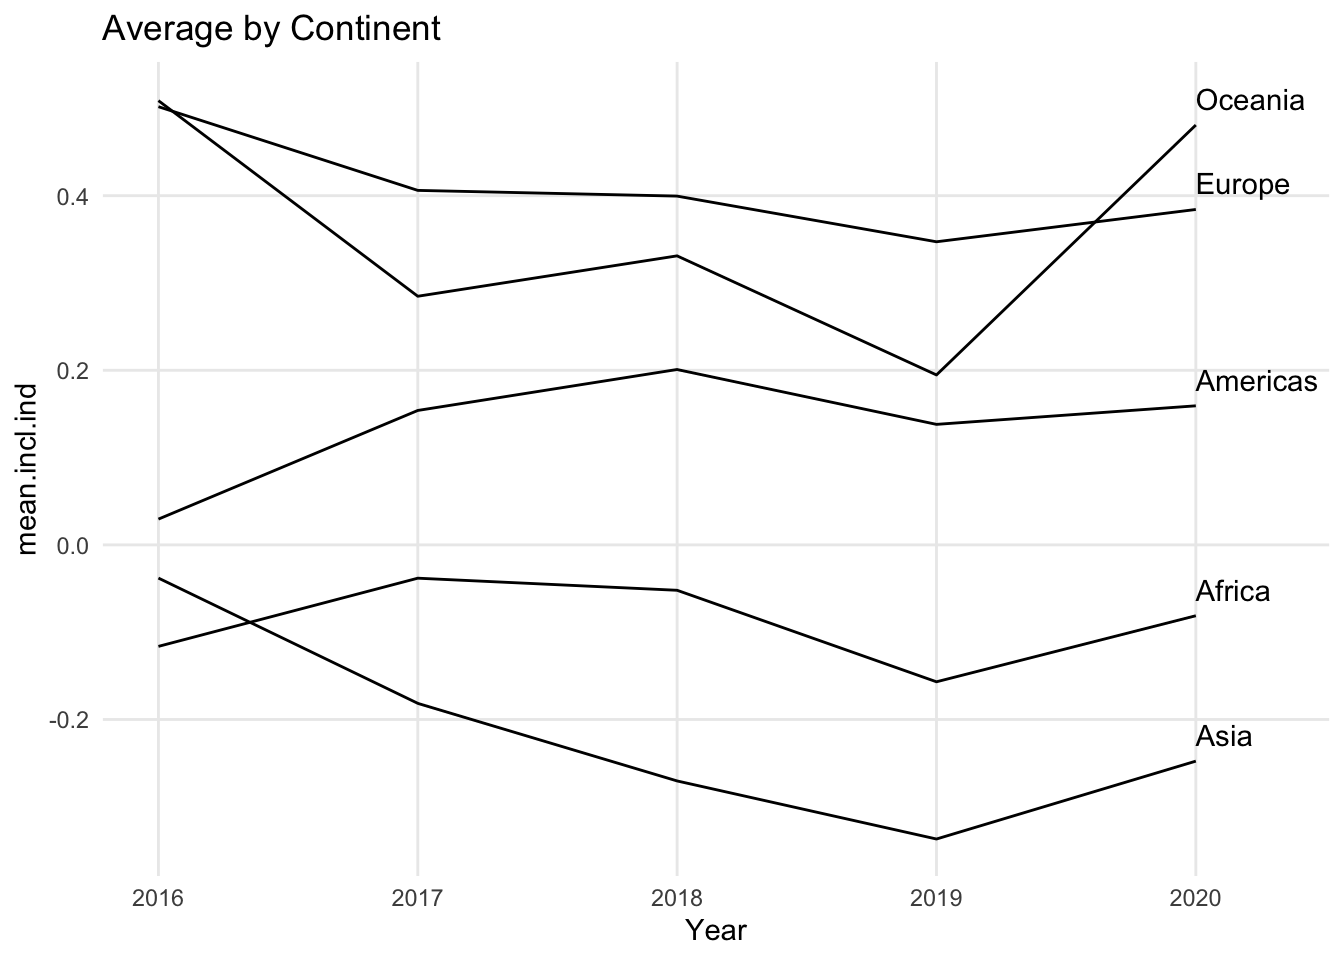 Average by Continent
Oceania
Europe
0.4
0.2
Americas
mean.incl.ind
0.0
Africa
-0.2
Asia
2016 2017 2018 2019 2020
Year